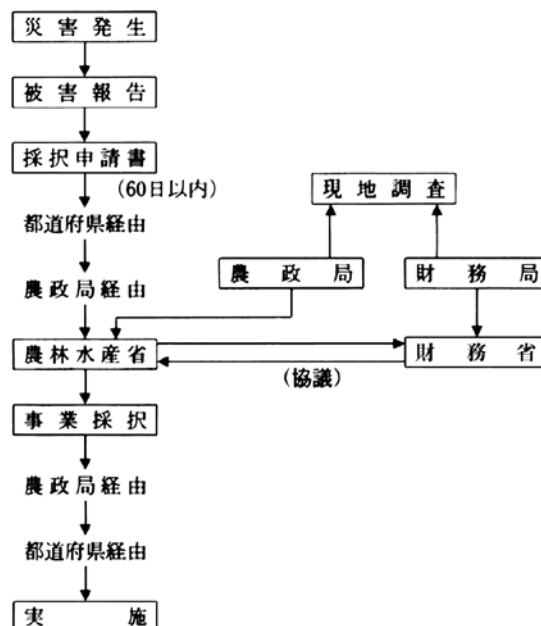 災害発生
被害報告
採択申請書
(60日以内)
現地調査
都道府県経由
農政局
財務局
農政局経由
農林水産省
財務省
(協議)
事業採択
農政局経由
都道府県経由
実施